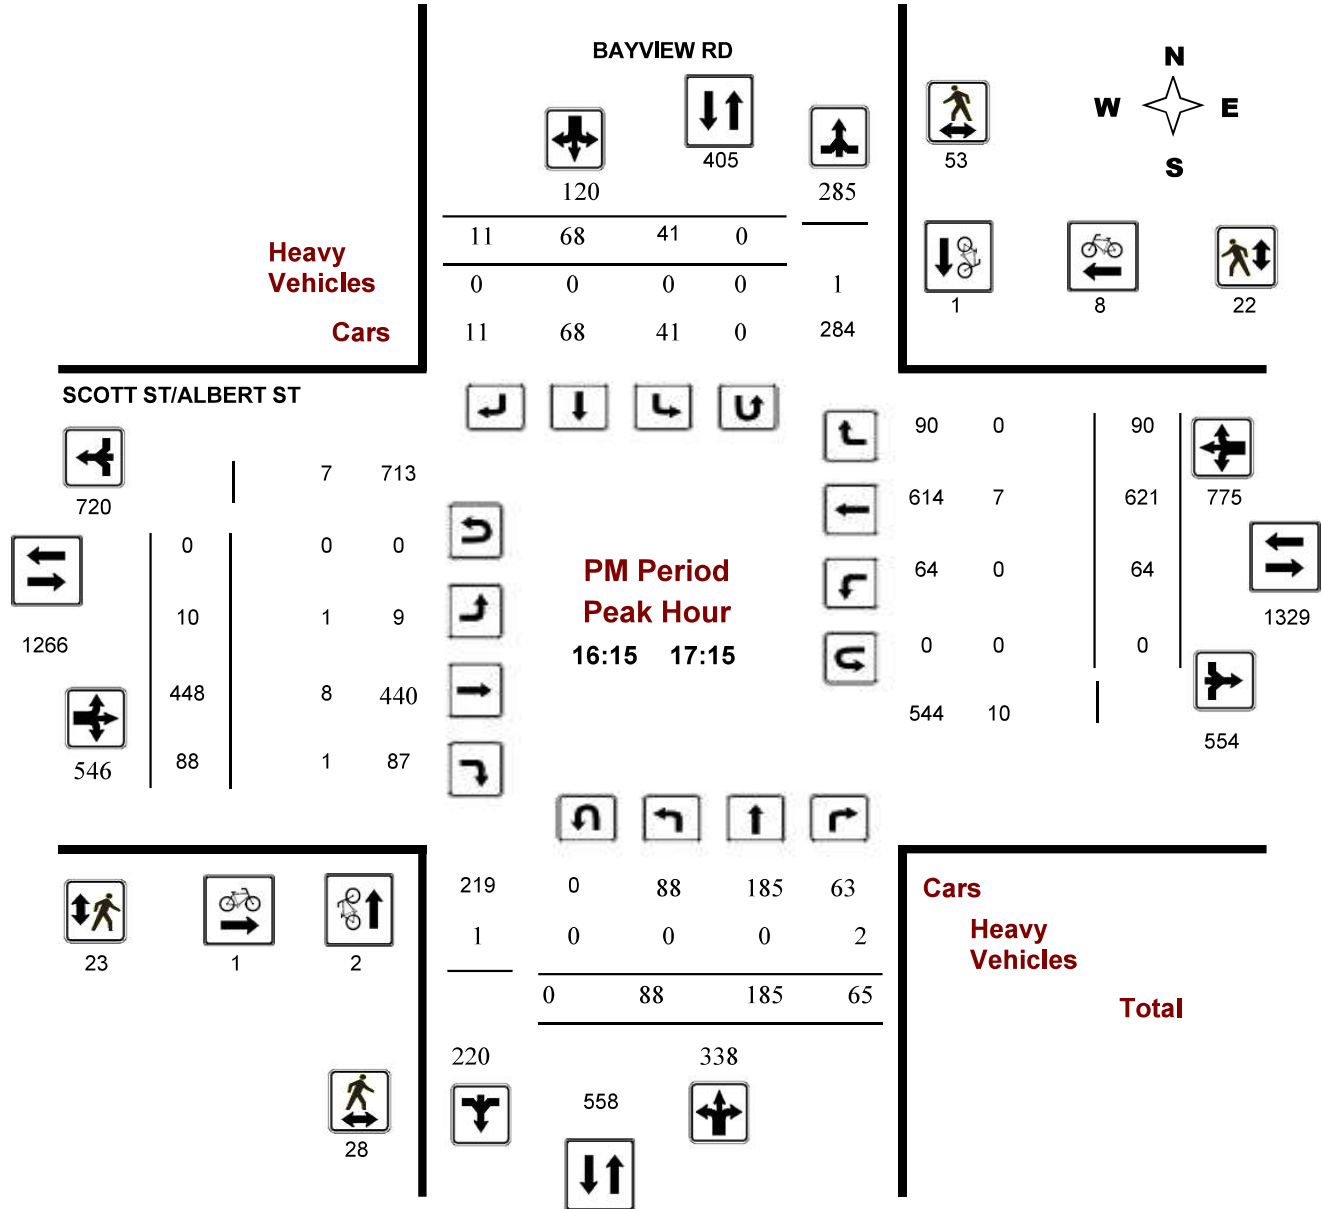 BAYVIEW RD
N
W E
S
405
53
120 285
11 68 41 0
Heavy
Vehicles
0 0 0 0 1
1 8 22
Cars
11 68 41 0 284
SCOTT ST/ALBERT ST
90 0 90
7 713
720
614 7 621 775
0 0 0
PM Period
64 0 64
Peak Hour
10 1 9
1266
1329
16:15 17:15
0 0 0
448 8 440
544 10
554
546 88 1 87
219 0 88 185 63
Cars
1 0 0 0 2
Heavy
Vehicles
23 1 2
0 88 185 65
Total
220 338
558
28